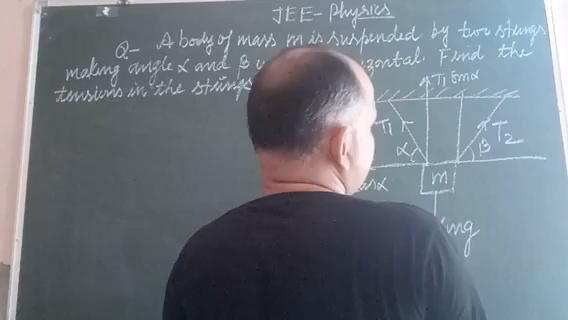 JEE-Physics
Q- A body of mass m is suspended by two strings
making angle α and β horizontal. Find the
tensions in the strings
T₁ Sinα
T₁
T₂
α
β
m
mg